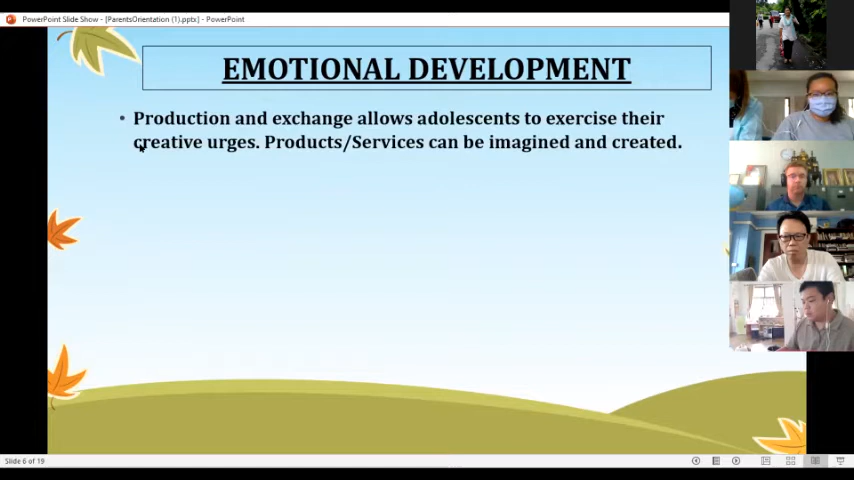 PowerPoint Slide Show - [ParentsOrientation (1).pptx] - PowerPoint
EMOTIONAL DEVELOPMENT
• Production and exchange allows adolescents to exercise their
creative urges. Products/Services can be imagined and created.
Slide 6 of 19